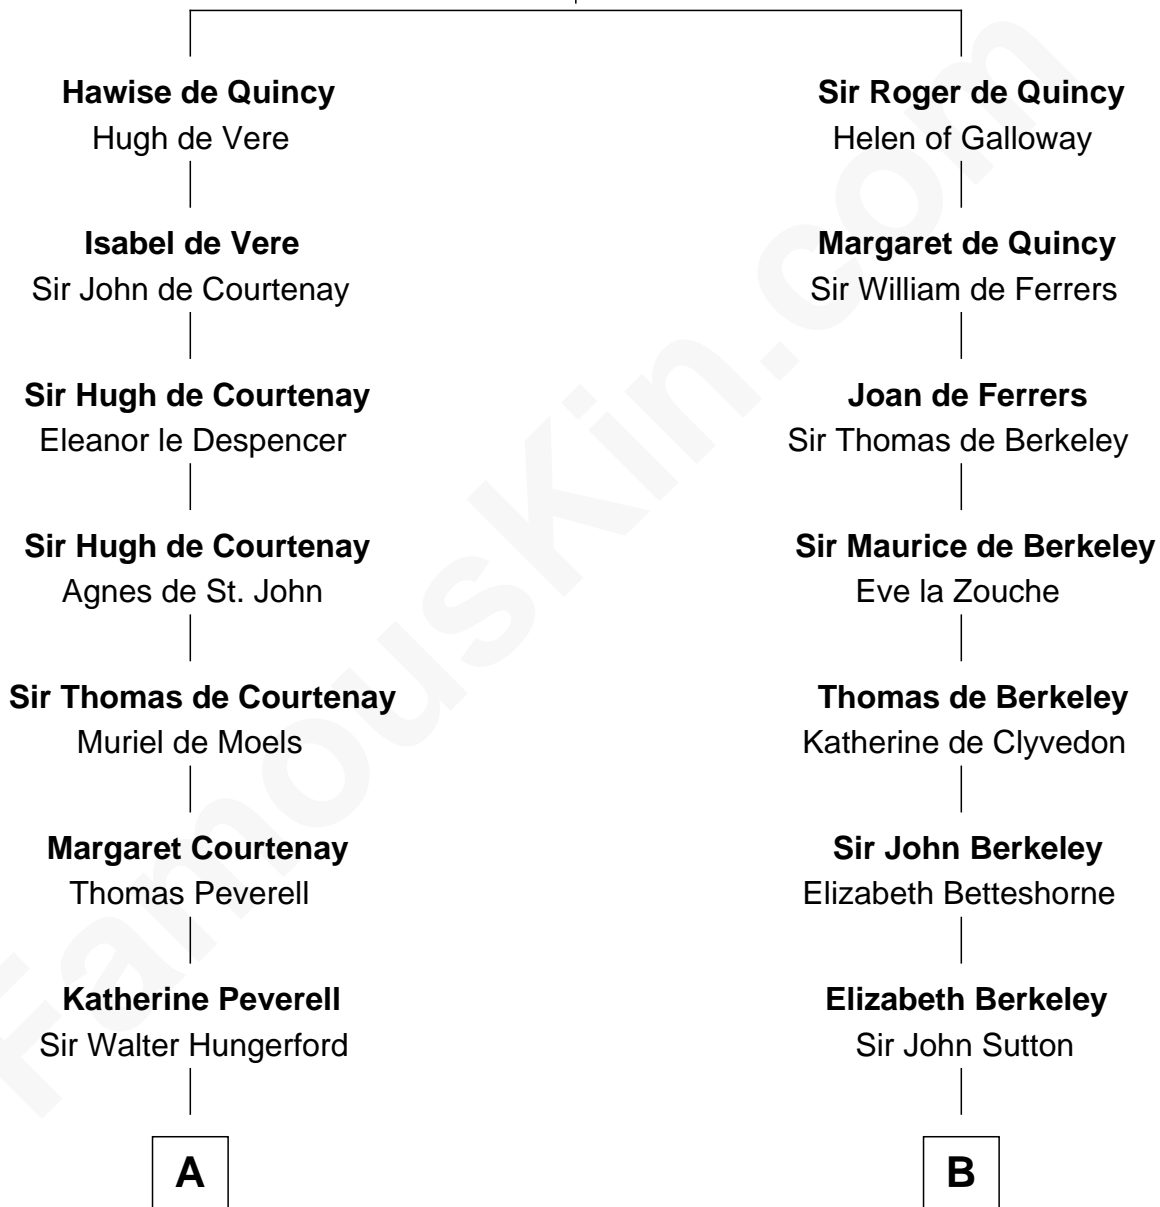 Hawise de Quincy
Hugh de Vere
Isabel de Vere
Sir John de Courtenay
Sir Hugh de Courtenay
Eleanor le Despencer
Sir Hugh de Courtenay
Agnes de St. John
Sir Thomas de Courtenay
Muriel de Moels
Margaret Courtenay
Thomas Peverell
Katherine Peverell
Sir Walter Hungerford
A
Sir Roger de Quincy
Helen of Galloway
Margaret de Quincy
Sir William de Ferrers
Joan de Ferrers
Sir Thomas de Berkeley
Sir Maurice de Berkeley
Eve la Zouche
Thomas de Berkeley
Katherine de Clyvedon
Sir John Berkeley
Elizabeth Betteshorne
Elizabeth Berkeley
Sir John Sutton
B
FamousKin.com